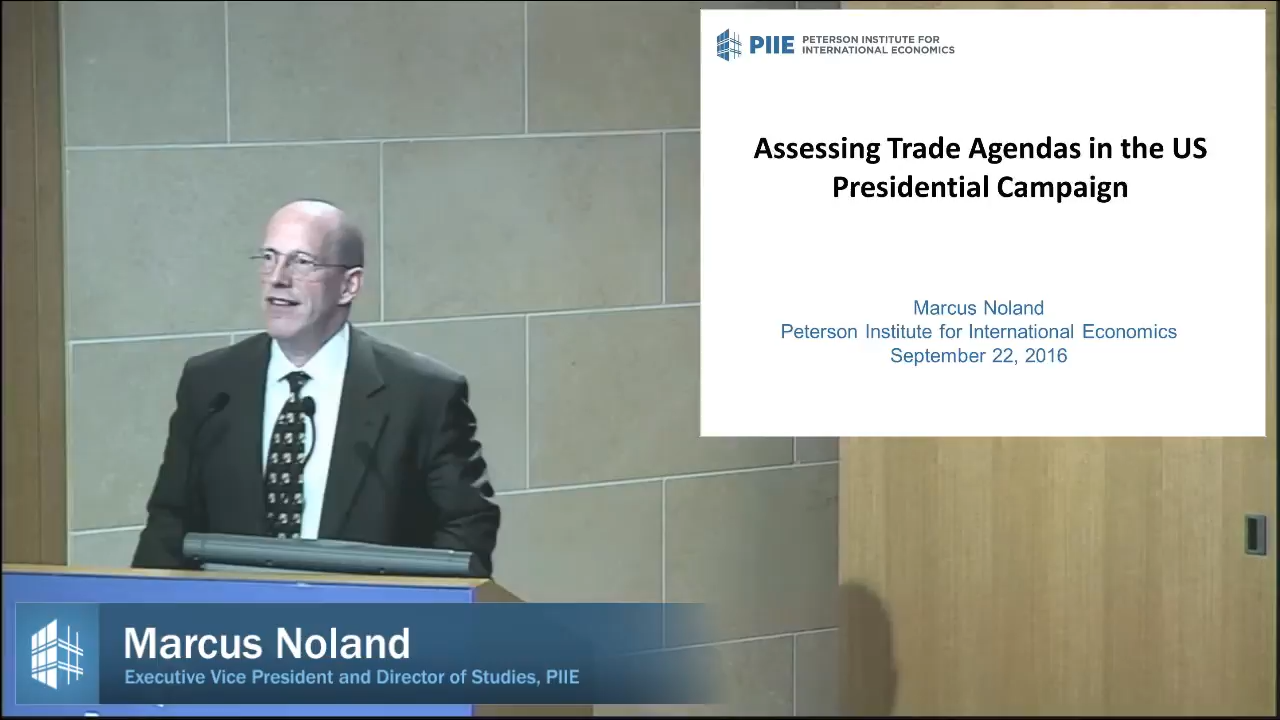 PIIE PETERSON INSTITUTE FOR
INTERNATIONAL ECONOMICS
Assessing Trade Agendas in the US
Presidential Campaign
Marcus Noland
Peterson Institute for International Economics
September 22, 2016
Marcus Noland
Executive Vice President and Director of Studies, PIIE